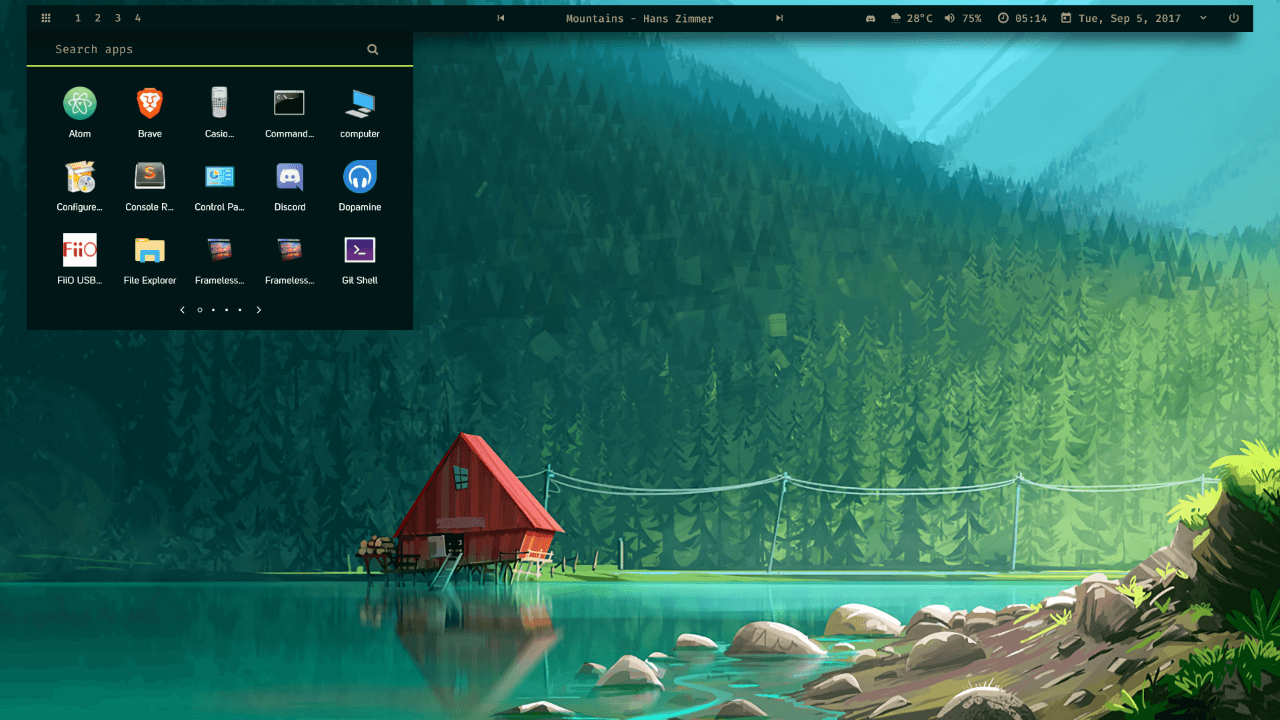 1 2 3 4 Mountains - Hans Zimmer 28°C 75% 05:14 Tue, Sep 5, 2017
Search apps
Atom Brave Casio... Command... computer
Configure... Console R... Control Pa... Discord Dopamine
FiiO
FiiO USB... File Explorer Frameless... Frameless... Git Shell